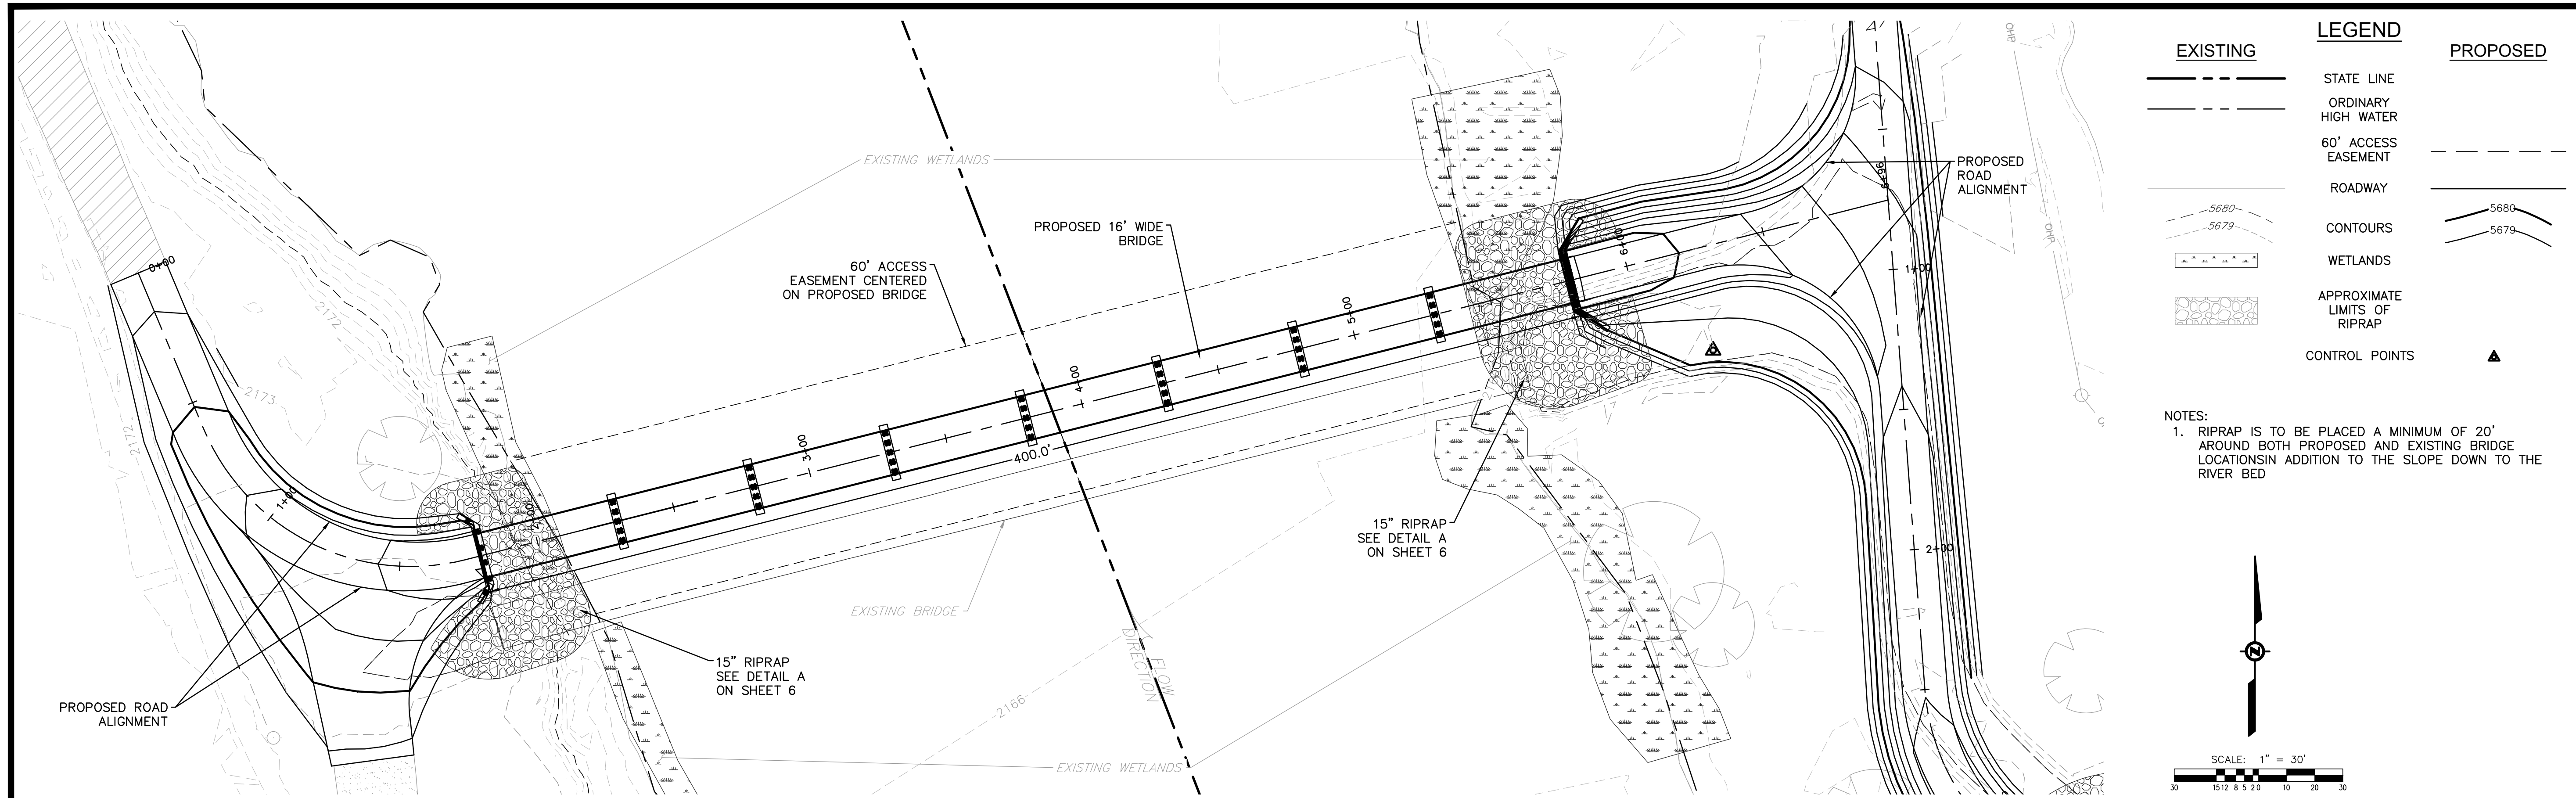 EXISTING WETLANDS
PROPOSED 16' WIDE
BRIDGE
60' ACCESS
EASEMENT CENTERED
ON PROPOSED BRIDGE
PROPOSED
ROAD
ALIGNMENT
OHP
OHP
0+00
2172
2173
2172
1+00
2+00
3+00
4+00
5+00
6+00
400.0'
1+00
2+00
15" RIPRAP
SEE DETAIL A
ON SHEET 6
EXISTING BRIDGE
15" RIPRAP
SEE DETAIL A
ON SHEET 6
FLOW
DIRECTION
2166
PROPOSED ROAD
ALIGNMENT
EXISTING WETLANDS
LEGEND
EXISTING
PROPOSED
STATE LINE
ORDINARY
HIGH WATER
60' ACCESS
EASEMENT
ROADWAY
5680
5679
CONTOURS
5680
5679
WETLANDS
APPROXIMATE
LIMITS OF
RIPRAP
CONTROL POINTS
NOTES:
1. RIPRAP IS TO BE PLACED A MINIMUM OF 20'
AROUND BOTH PROPOSED AND EXISTING BRIDGE
LOCATIONSIN ADDITION TO THE SLOPE DOWN TO THE
RIVER BED
N
SCALE: 1" = 30'
30 15 12 8 5 2 0 10 20 30